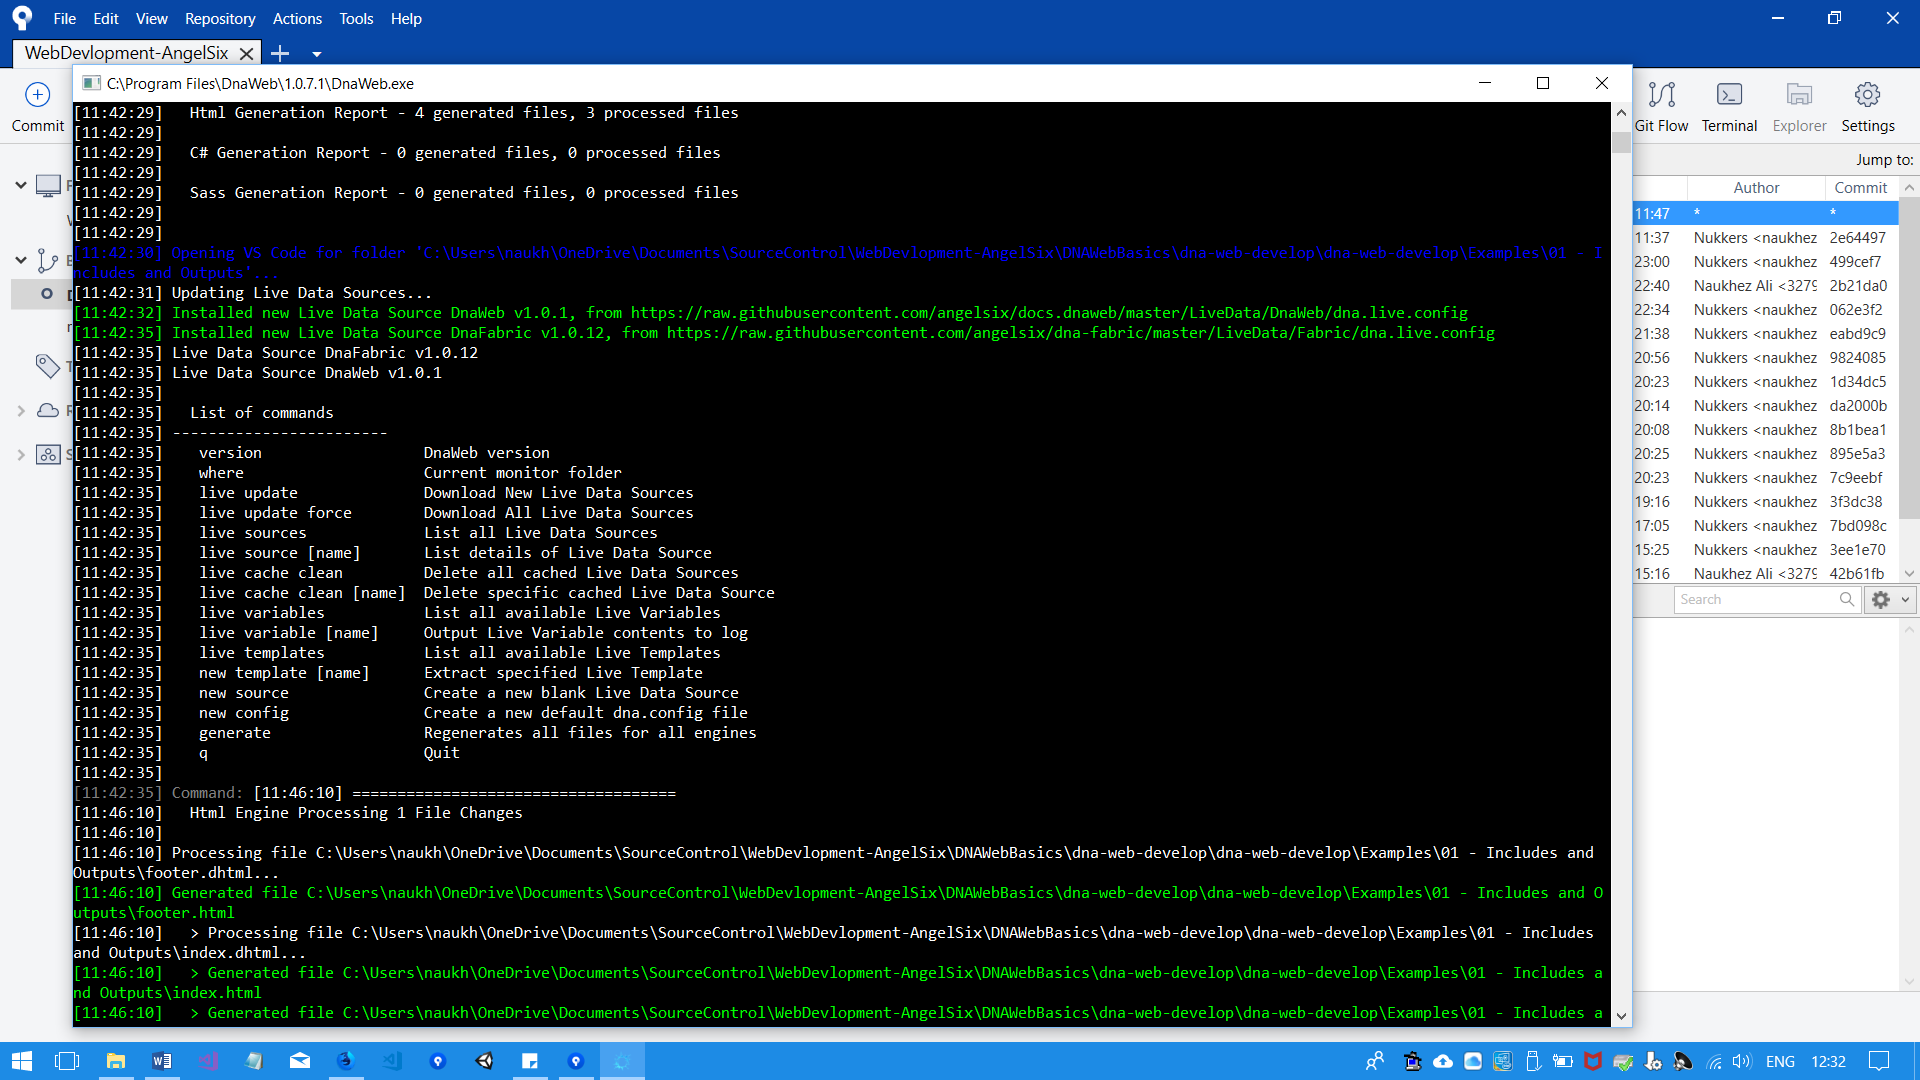 File Edit View Repository Actions Tools Help
WebDevlopment-AngelSix
C:\Program Files\DnaWeb\1.0.7.1\DnaWeb.exe
Commit
Git Flow Terminal Explorer Settings
Jump to:
[11:42:29]   Html Generation Report - 4 generated files, 3 processed files
[11:42:29]
[11:42:29]   C# Generation Report - 0 generated files, 0 processed files
[11:42:29]
[11:42:29]   Sass Generation Report - 0 generated files, 0 processed files
[11:42:29]
[11:42:29]
[11:42:30] Opening VS Code for folder 'C:\Users\naukh\OneDrive\Documents\SourceControl\WebDevlopment-AngelSix\DNAWebBasics\dna-web-develop\dna-web-develop\Examples\01 - I
ncludes and Outputs'...
[11:42:31] Updating Live Data Sources...
[11:42:32] Installed new Live Data Source DnaWeb v1.0.1, from https://raw.githubusercontent.com/angelsix/docs.dnaweb/master/LiveData/DnaWeb/dna.live.config
[11:42:35] Installed new Live Data Source DnaFabric v1.0.12, from https://raw.githubusercontent.com/angelsix/dna-fabric/master/LiveData/Fabric/dna.live.config
[11:42:35] Live Data Source DnaFabric v1.0.12
[11:42:35] Live Data Source DnaWeb v1.0.1
[11:42:35]
[11:42:35]   List of commands
[11:42:35] ------------------------
[11:42:35]    version                  DnaWeb version
[11:42:35]    where                    Current monitor folder
[11:42:35]    live update              Download New Live Data Sources
[11:42:35]    live update force        Download All Live Data Sources
[11:42:35]    live sources             List all Live Data Sources
[11:42:35]    live source [name]       List details of Live Data Source
[11:42:35]    live cache clean         Delete all cached Live Data Sources
[11:42:35]    live cache clean [name]  Delete specific cached Live Data Source
[11:42:35]    live variables           List all available Live Variables
[11:42:35]    live variable [name]     Output Live Variable contents to log
[11:42:35]    live templates           List all available Live Templates
[11:42:35]    new template [name]      Extract specified Live Template
[11:42:35]    new source               Create a new blank Live Data Source
[11:42:35]    new config               Create a new default dna.config file
[11:42:35]    generate                 Regenerates all files for all engines
[11:42:35]    q                        Quit
[11:42:35]
[11:42:35] Command: [11:46:10] ====================================
[11:46:10]   Html Engine Processing 1 File Changes
[11:46:10]
[11:46:10] Processing file C:\Users\naukh\OneDrive\Documents\SourceControl\WebDevlopment-AngelSix\DNAWebBasics\dna-web-develop\dna-web-develop\Examples\01 - Includes and
Outputs\footer.dhtml...
[11:46:10] Generated file C:\Users\naukh\OneDrive\Documents\SourceControl\WebDevlopment-AngelSix\DNAWebBasics\dna-web-develop\dna-web-develop\Examples\01 - Includes and O
utputs\footer.html
[11:46:10]   > Processing file C:\Users\naukh\OneDrive\Documents\SourceControl\WebDevlopment-AngelSix\DNAWebBasics\dna-web-develop\dna-web-develop\Examples\01 - Includes
and Outputs\index.dhtml...
[11:46:10]   > Generated file C:\Users\naukh\OneDrive\Documents\SourceControl\WebDevlopment-AngelSix\DNAWebBasics\dna-web-develop\dna-web-develop\Examples\01 - Includes a
nd Outputs\index.html
[11:46:10]   > Generated file C:\Users\naukh\OneDrive\Documents\SourceControl\WebDevlopment-AngelSix\DNAWebBasics\dna-web-develop\dna-web-develop\Examples\01 - Includes a
Author Commit
11:47 * *
11:37 Nukkers <naukhez 2e64497
23:00 Nukkers <naukhez 499cef7
22:40 Naukhez Ali <3279 2b21da0
22:34 Nukkers <naukhez 062e3f2
21:38 Nukkers <naukhez eabd9c9
20:56 Nukkers <naukhez 9824085
20:23 Nukkers <naukhez 1d34dc5
20:14 Nukkers <naukhez da2000b
20:08 Nukkers <naukhez 8b1bea1
20:25 Nukkers <naukhez 895e5a3
20:23 Nukkers <naukhez 7c9eebf
19:16 Nukkers <naukhez 3f3dc38
17:05 Nukkers <naukhez 7bd098c
15:25 Nukkers <naukhez 3ee1e70
15:16 Naukhez Ali <3279 42b61fb
Search
ENG 12:32